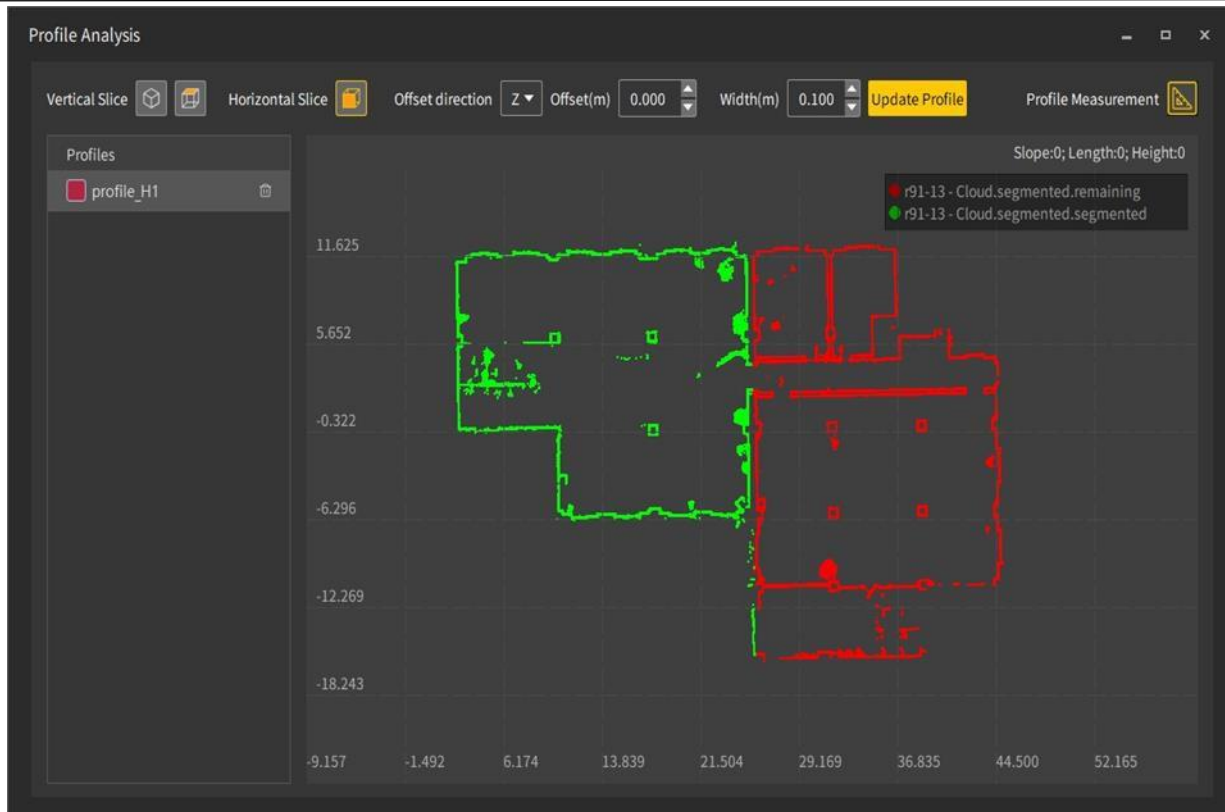 Profile Analysis
Vertical Slice Horizontal Slice Offset direction Z Offset(m) 0.000 Width(m) 0.100 Update Profile Profile Measurement
Profiles
profile_H1
Slope:0; Length:0; Height:0
r91-13 - Cloud.segmented.remaining
r91-13 - Cloud.segmented.segmented
11.625
5.652
-0.322
-6.296
-12.269
-18.243
-9.157 -1.492 6.174 13.839 21.504 29.169 36.835 44.500 52.165